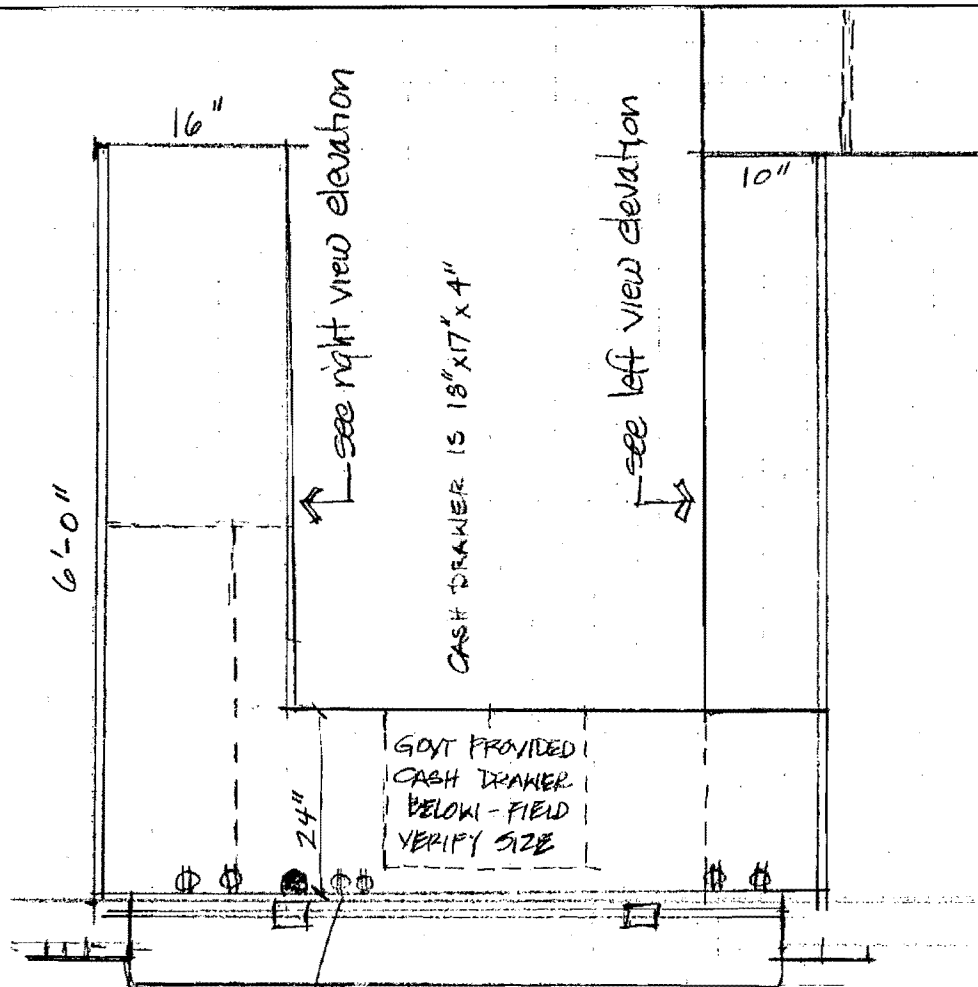 16"
see right view elevation
see left view elevation
10"
CASH DRAWER IS 18"x17"x4"
6'-0"
24"
GOVT PROVIDED
CASH DRAWER
BELOW - FIELD
VERIFY SIZE